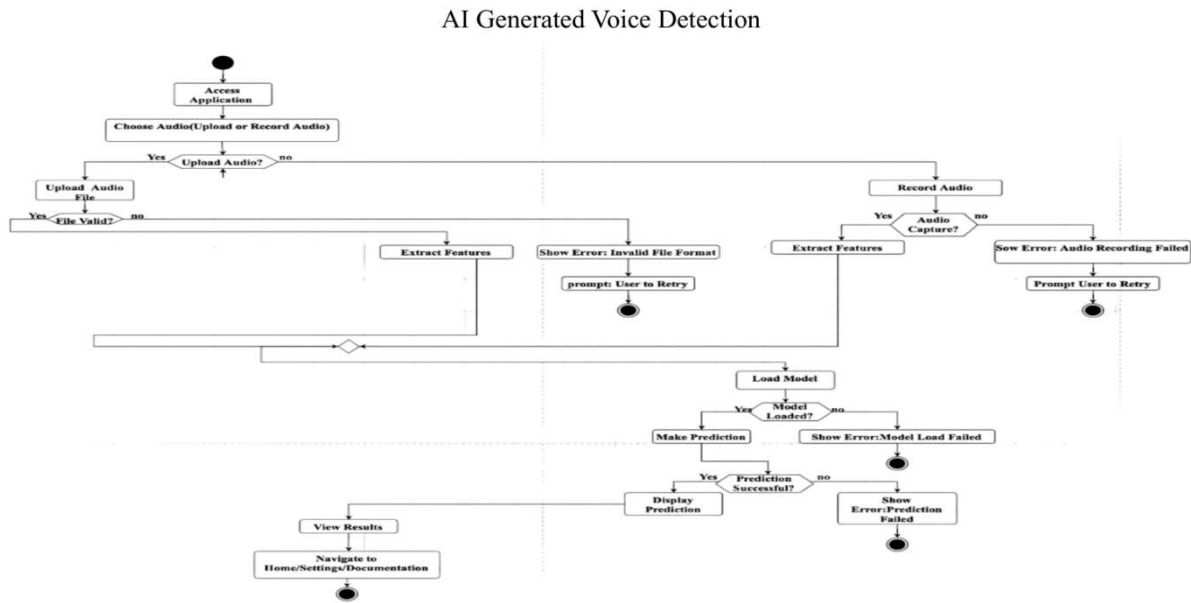 AI Generated Voice Detection
Access
Application
Choose Audio(Upload or Record Audio)
Yes
Upload Audio?
no
Upload Audio
File
Record Audio
Yes
File Valid?
no
Yes
Audio
Capture?
no
Extract Features
Show Error: Invalid File Format
Extract Features
Sow Error: Audio Recording Failed
prompt: User to Retry
Prompt User to Retry
Load Model
Yes
Model
Loaded?
no
Make Prediction
Show Error:Model Load Failed
Yes
Prediction
Successful?
no
Display
Prediction
Show
Error:Prediction
Failed
View Results
Navigate to
Home/Settings/Documentation